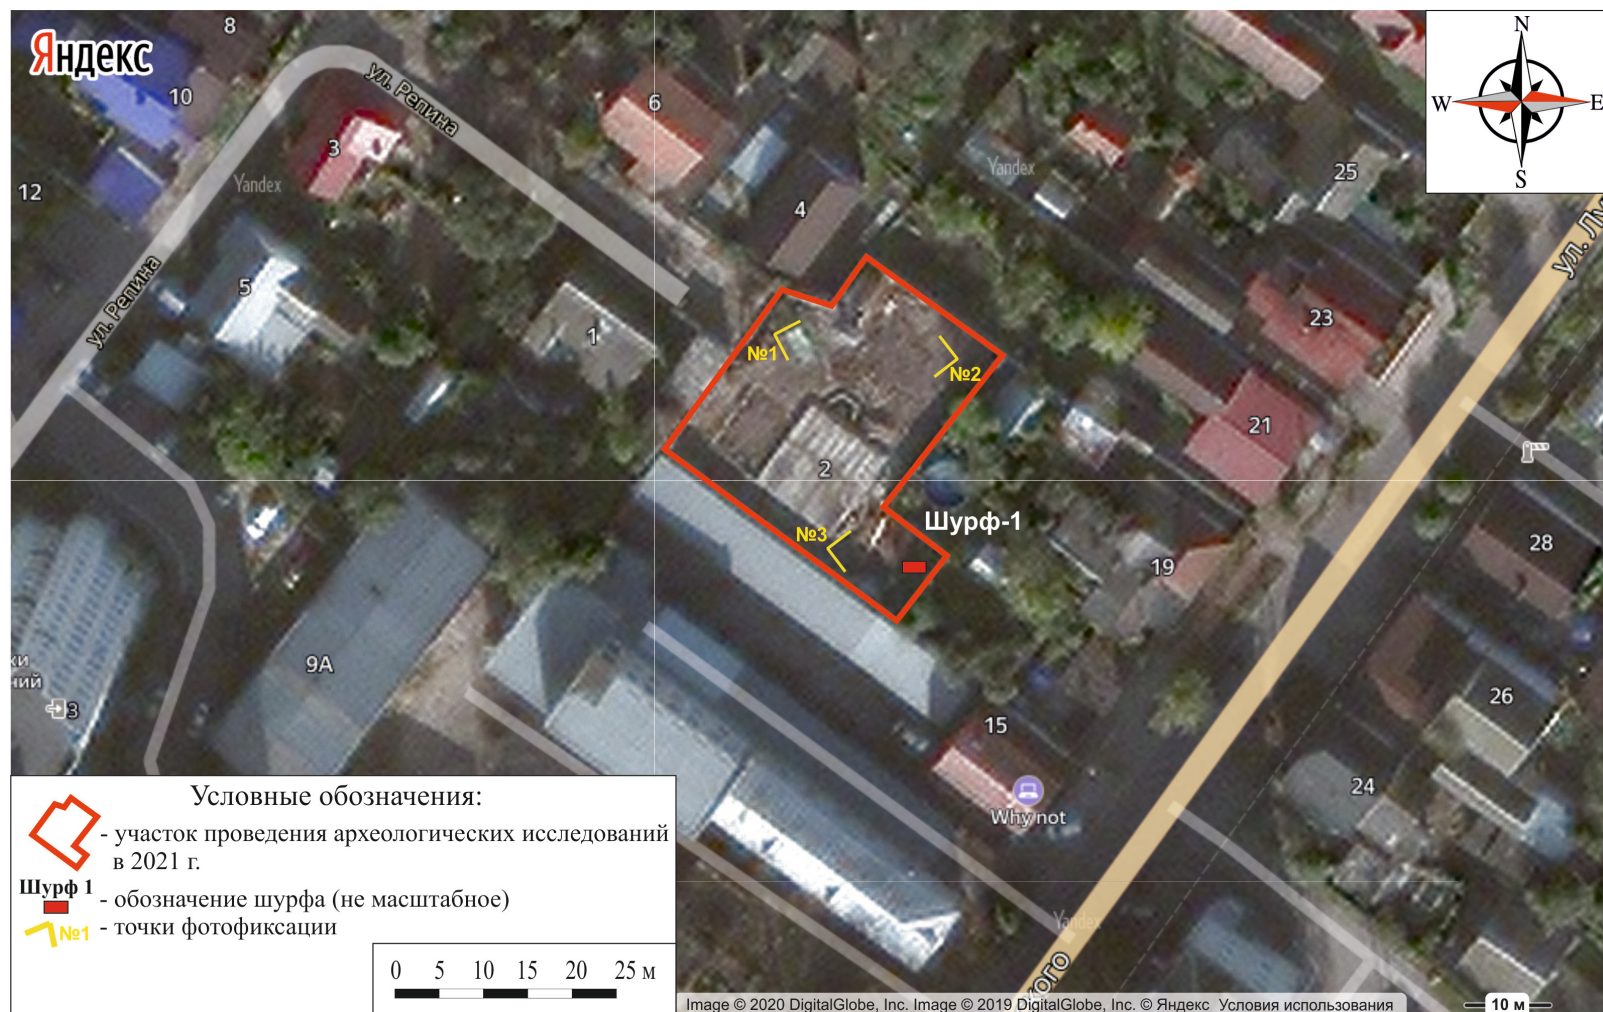 Яндекс
N
W
E
S
8
10
12
ул. Репина
ул. Репина
3
Yandex
5
1
6
4
Yandex
25
23
21
19
28
26
24
15
Why not
2
№1
№2
№3
Шурф-1
9А
3
Yandex
Условные обозначения:
- участок проведения археологических исследований
в 2021 г.
Шурф 1
- обозначение шурфа (не масштабное)
№1
- точки фотофиксации
0 5 10 15 20 25 м
Image © 2020 DigitalGlobe, Inc. Image © 2019 DigitalGlobe, Inc. © Яндекс Условия использования
10 м